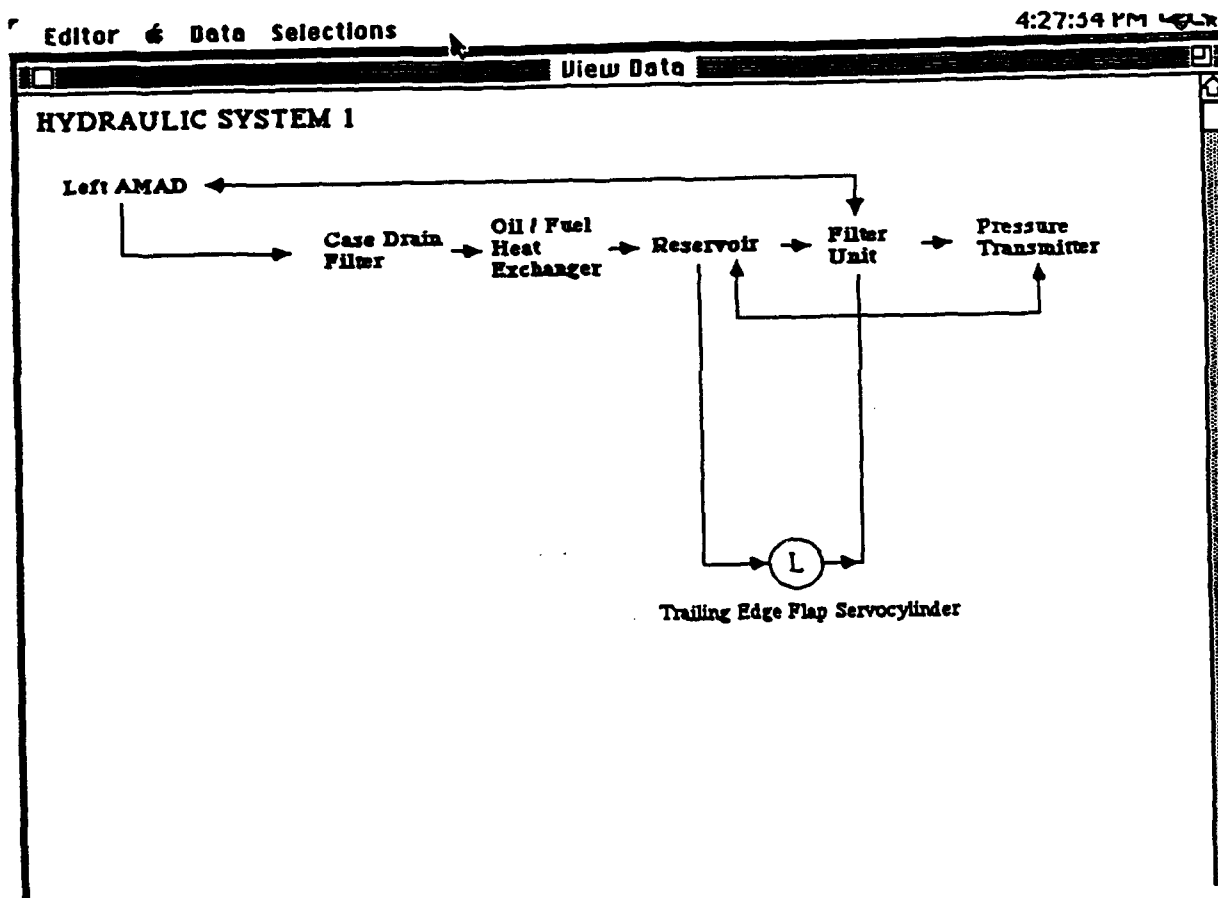 Editor Data Selections 4:27:54 PM
View Data
HYDRAULIC SYSTEM 1
Left AMAD
Case Drain
Filter
Oil / Fuel
Heat
Exchanger
Reservoir
Filter
Unit
Pressure
Transmitter
L
Trailing Edge Flap Servocylinder